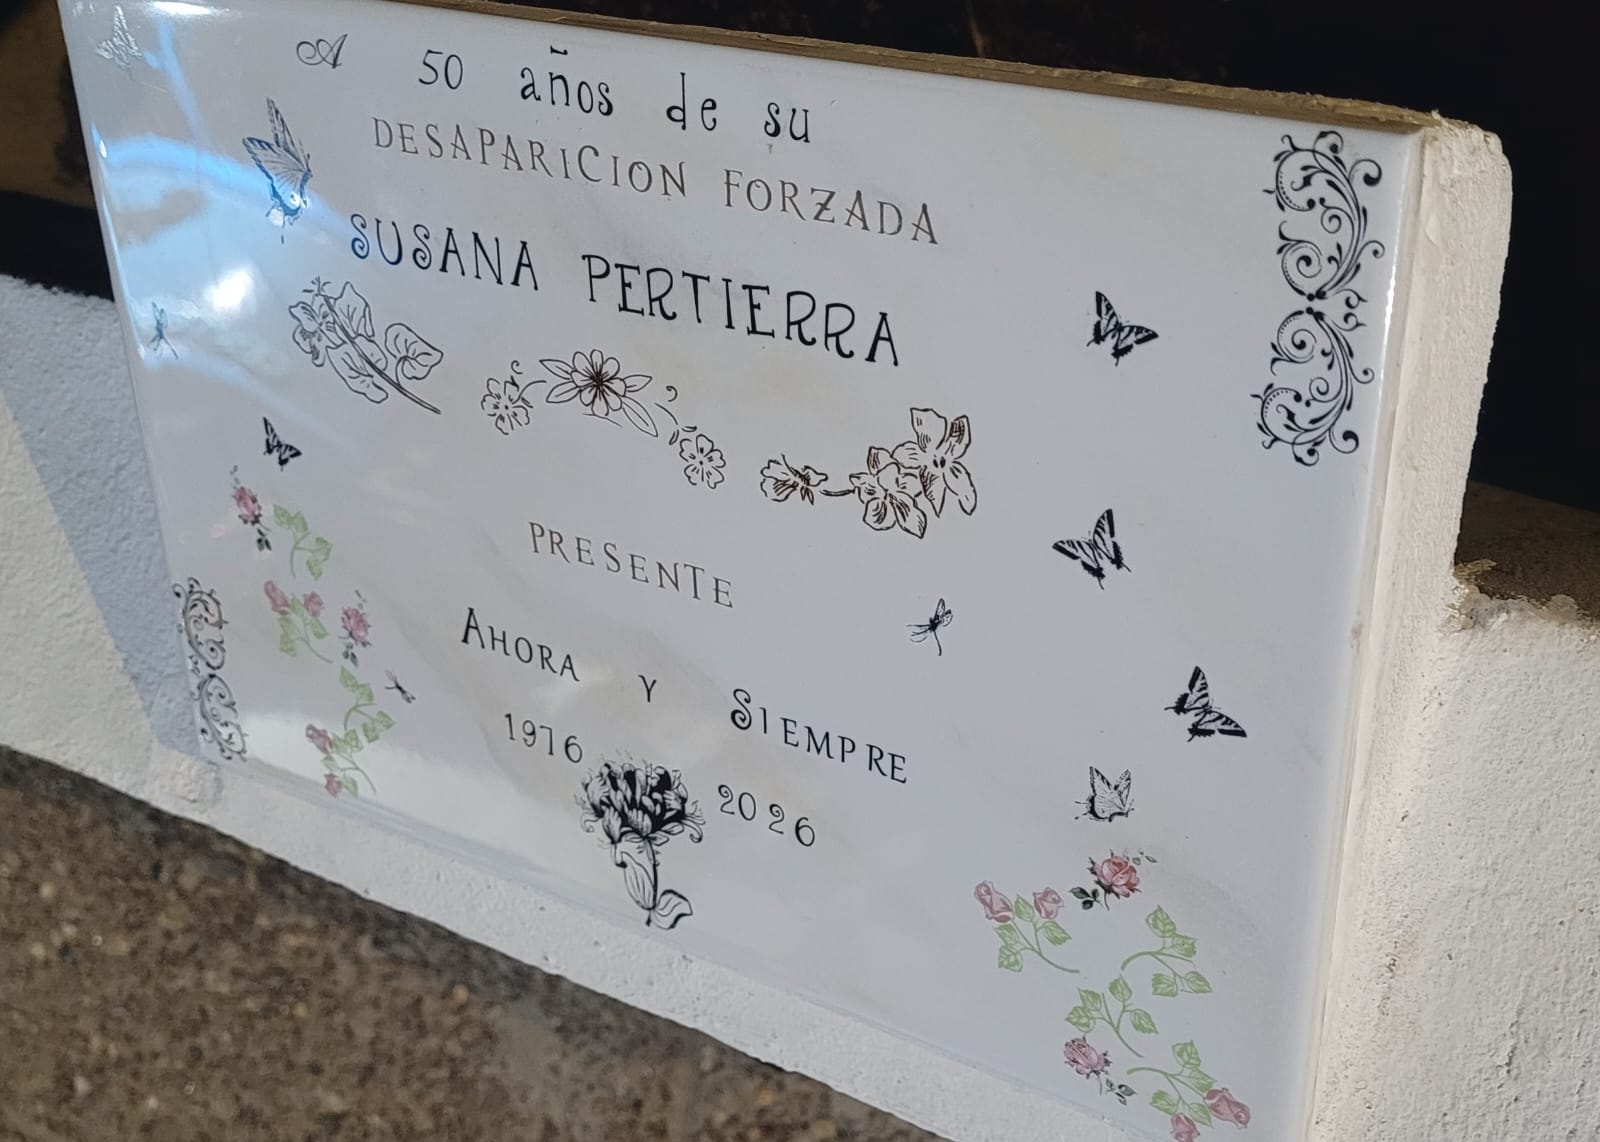 A 50 años de su
DESAPARICION FORZADA
SUSANA PERTIERRA
PRESENTE
AHORA Y SIEMPRE
1976 2026